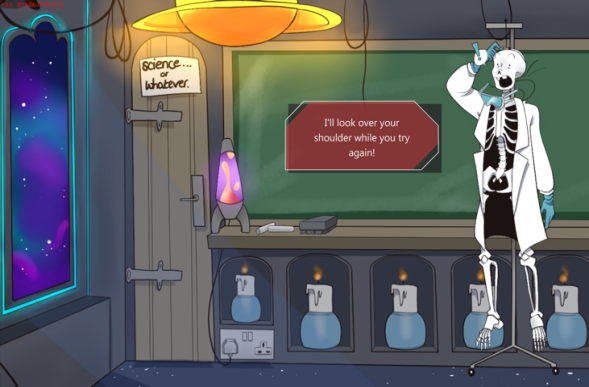 science...
or
whatever.
I'll look over your
shoulder while you try
again!